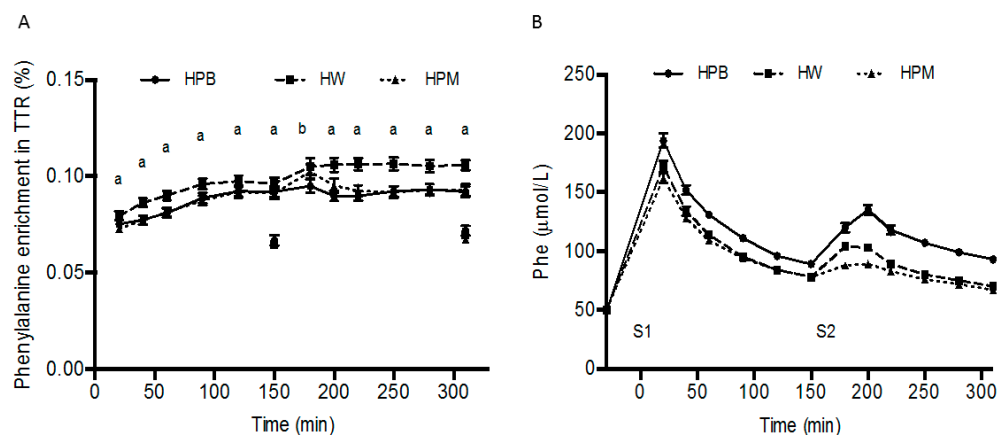 A
Phenylalanine enrichment in TTR (%)
0.15
0.10
0.05
0.00
HPB HW HPM
a a a a a a b a a a a a
0 50 100 150 200 250 300
Time (min)
B
Phe (μmol/L)
250
200
150
100
50
0
HPB HW HPM
S1 S2
0 50 100 150 200 250 300
Time (min)